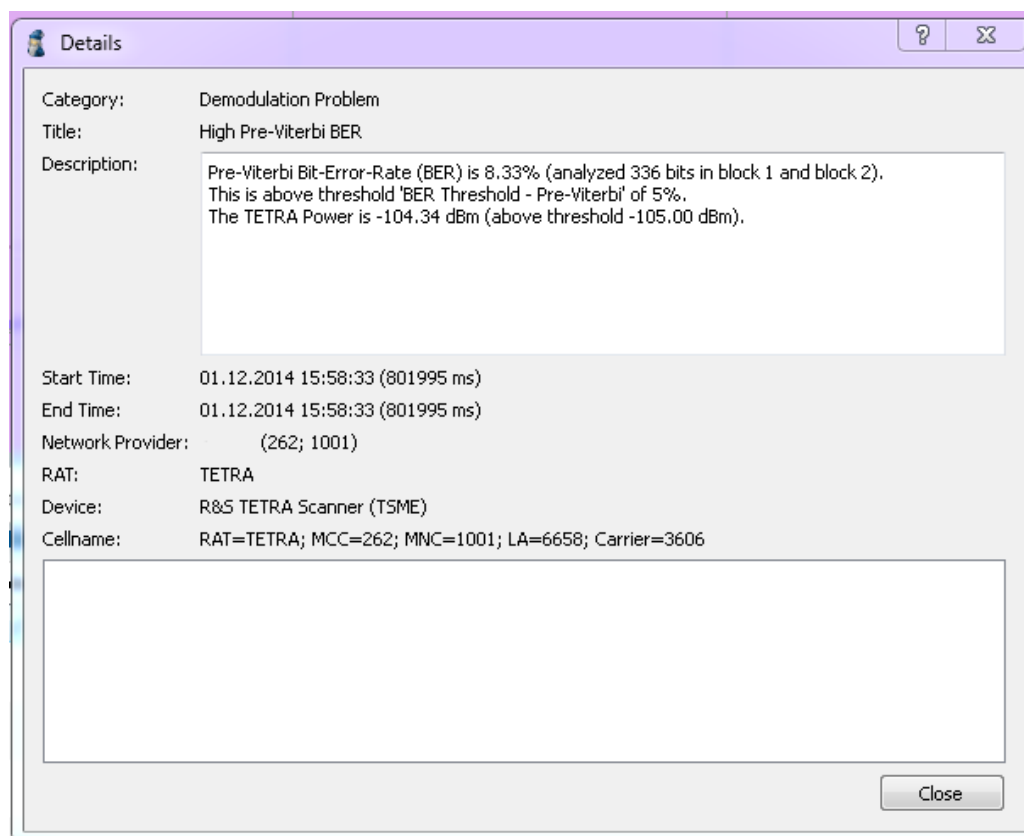 Details
Category: Demodulation Problem
Title: High Pre-Viterbi BER
Description: Pre-Viterbi Bit-Error-Rate (BER) is 8.33% (analyzed 336 bits in block 1 and block 2).
This is above threshold 'BER Threshold - Pre-Viterbi' of 5%.
The TETRA Power is -104.34 dBm (above threshold -105.00 dBm).
Start Time: 01.12.2014 15:58:33 (801995 ms)
End Time: 01.12.2014 15:58:33 (801995 ms)
Network Provider: (262; 1001)
RAT: TETRA
Device: R&S TETRA Scanner (TSME)
Cellname: RAT=TETRA; MCC=262; MNC=1001; LA=6658; Carrier=3606
Close